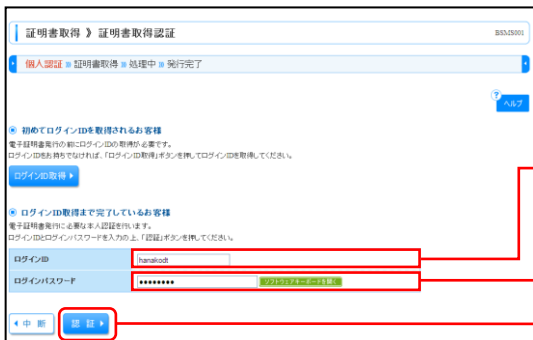 証明書取得 》 証明書取得認証
BSMS001
個人認証 » 証明書取得 » 処理中 » 発行完了
? ヘルプ
初めてログインIDを取得されるお客様
電子証明書発行の前にログインIDの取得が必要です。
ログインIDをお持ちでなければ、「ログインID取得」ボタンを押してログインIDを取得してください。
ログインID取得
ログインID取得まで完了しているお客様
電子証明書発行に必要な本人認証を行います。
ログインIDとログインパスワードを入力の上、「認証」ボタンを押してください。
ログインID hanakodt
ログインパスワード ●●●●●●●● ソフトウェアキーボードを開く
中 断 認 証